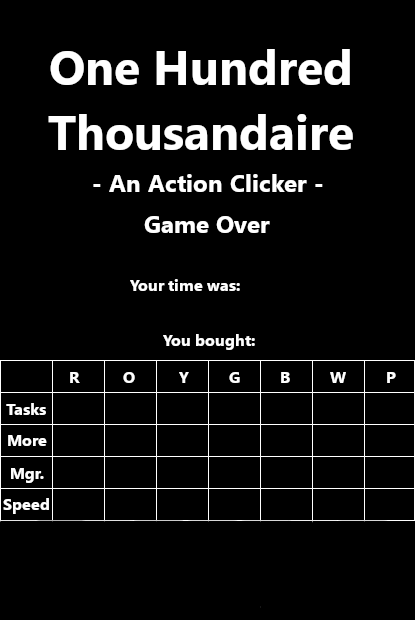 One Hundred
Thousandaire
- An Action Clicker -
Game Over
Your time was:
You bought:
R O Y G B W P
Tasks
More
Mgr.
Speed